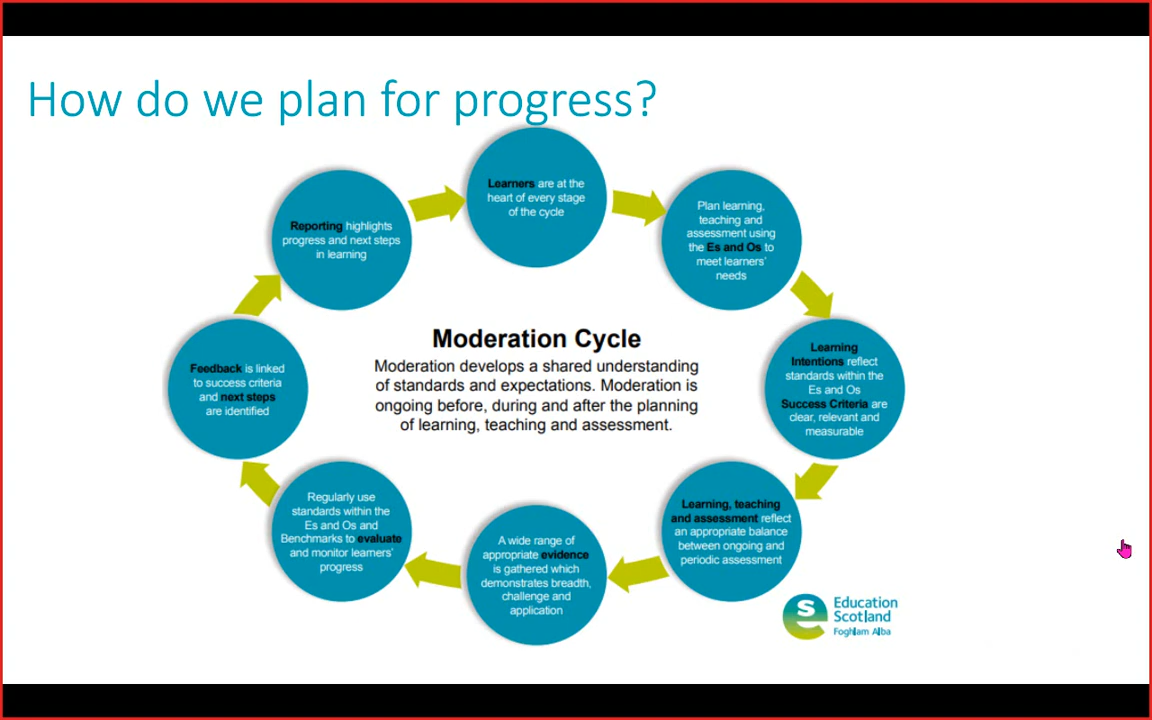 How do we plan for progress?
Learners are at the
heart of every stage
of the cycle
Plan learning,
teaching and
assessment using
the Es and Os to
meet learners'
needs
Learning
Intentions reflect
standards within the
Es and Os
Success Criteria are
clear, relevant and
measurable
Learning, teaching
and assessment reflect
an appropriate balance
between ongoing and
periodic assessment
A wide range of
appropriate evidence
is gathered which
demonstrates breadth,
challenge and
application
Regularly use
standards within the
Es and Os and
Benchmarks to evaluate
and monitor learners'
progress
Feedback is linked
to success criteria
and next steps
are identified
Reporting highlights
progress and next steps
in learning
Moderation Cycle
Moderation develops a shared understanding
of standards and expectations. Moderation is
ongoing before, during and after the planning
of learning, teaching and assessment.
Education
Scotland
Foghlam Alba